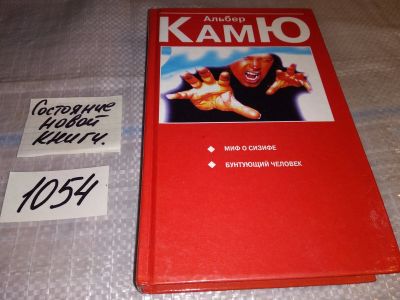 Альбер
КАМЮ
МИФ О СИЗИФЕ
БУНТУЮЩИЙ ЧЕЛОВЕК
Состояние
новой
книги.
1054